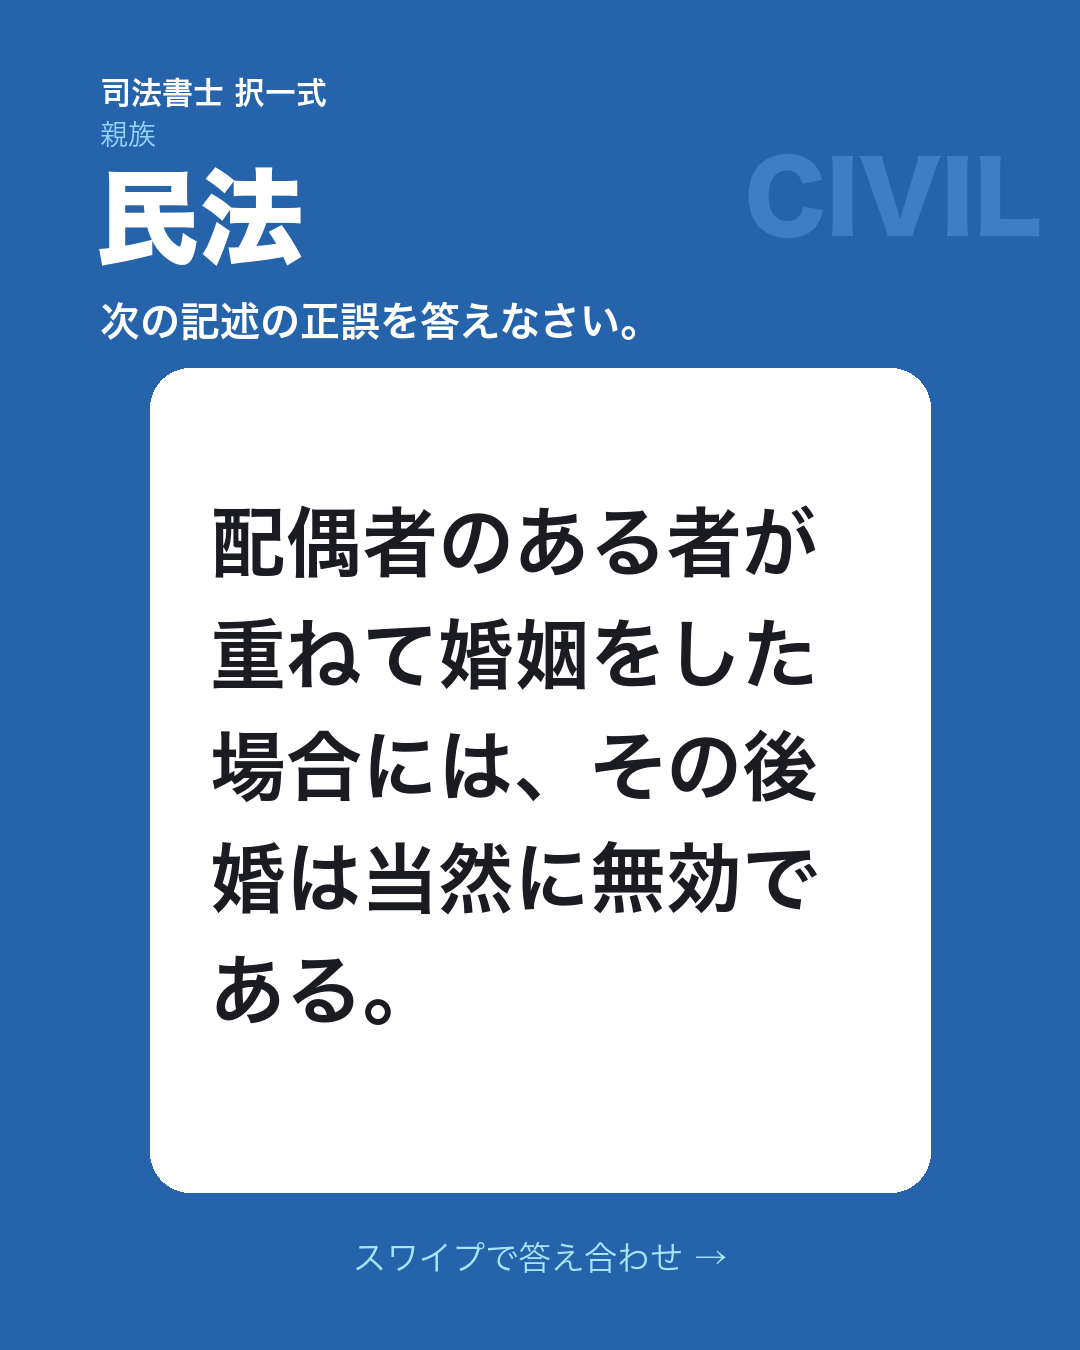 司法書士 択一式
親族
民法
CIVIL
次の記述の正誤を答えなさい。
配偶者のある者が
重ねて婚姻をした
場合には、その後
婚は当然に無効で
ある。
スワイプで答え合わせ →